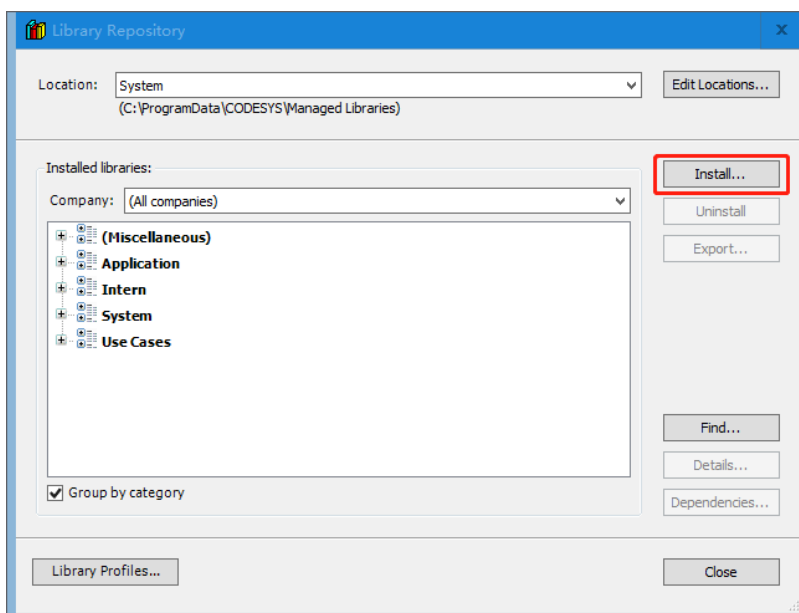 Library Repository
Location: System Edit Locations...
(C:\ProgramData\CODESYS\Managed Libraries)
Installed libraries:
Install...
Company: (All companies)
Uninstall
(Miscellaneous)
Export...
Application
Intern
System
Use Cases
Find...
Details...
Group by category
Dependencies...
Library Profiles... Close